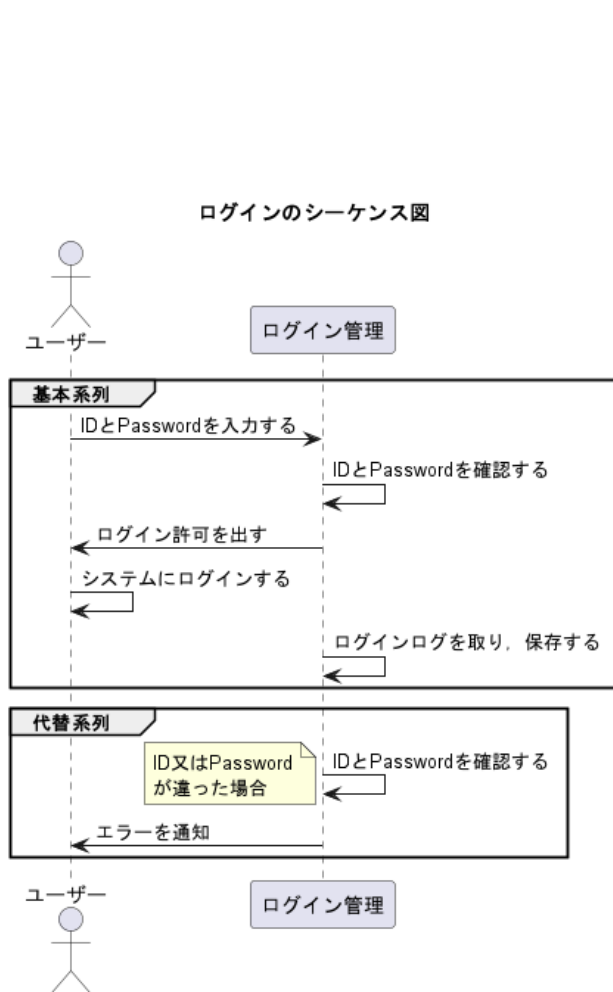 ログインのシーケンス図
ユーザー
ログイン管理
基本系列
IDとPasswordを入力する
IDとPasswordを確認する
ログイン許可を出す
システムにログインする
ログインログを取り，保存する
代替系列
ID又はPassword
が違った場合
IDとPasswordを確認する
エラーを通知
ユーザー
ログイン管理